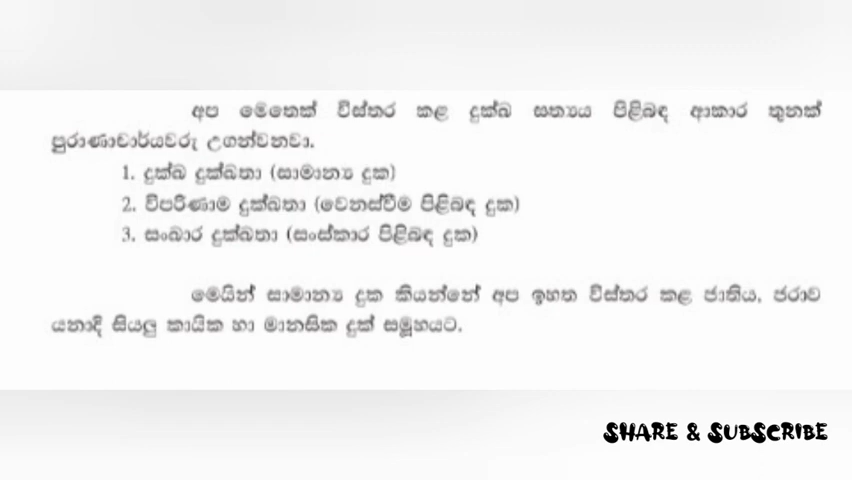 අප මෙතෙක් විස්තර කළ දුක්ඛ සත්‍යය පිළිබඳ ආකාර තුනක්
පුරාණාචාර්යවරු උගන්වනවා.
1. දුක්ඛ දුක්ඛතා (සාමාන්‍ය දුක)
2. විපරිණාම දුක්ඛතා (වෙනස්වීම පිළිබඳ දුක)
3. සංඛාර දුක්ඛතා (සංස්කාර පිළිබඳ දුක)
මෙයින් සාමාන්‍ය දුක කියන්නේ අප ඉහත විස්තර කළ ජාතිය, ජරාව
යනාදී සියලු කායික හා මානසික දුක් සමූහයට.
SHARE & SUBSCRIBE